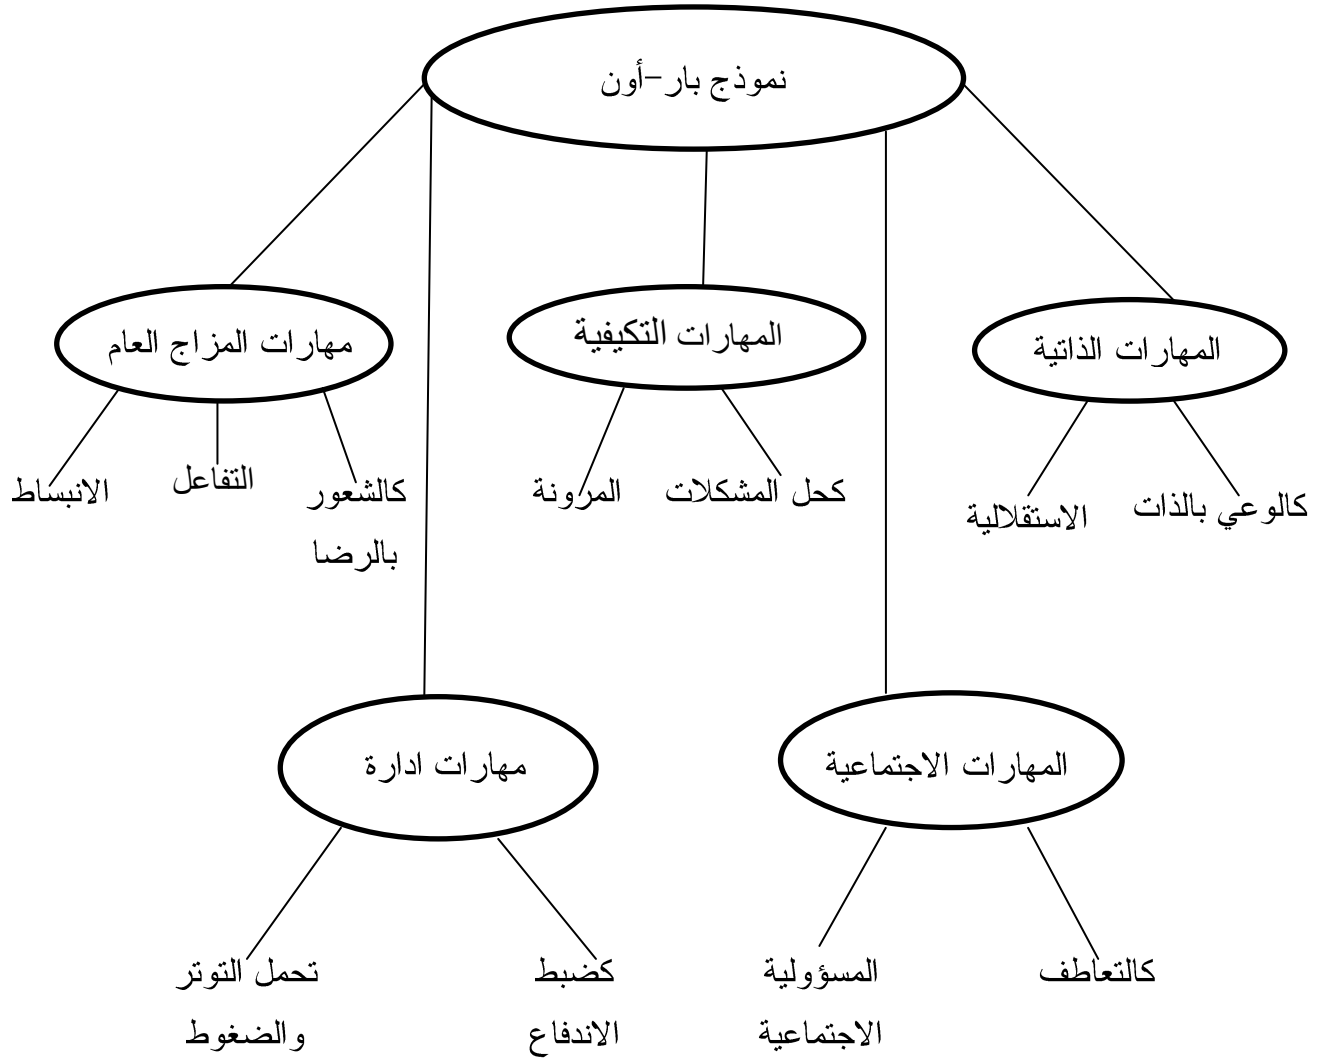 نموذج بار-أون
المهارات الذاتية
المهارات التكيفية
مهارات المزاج العام
كالوعي بالذات
الاستقلالية
كحل المشكلات
المرونة
كالشعور
بالرضا
التفاعل
الانبساط
المهارات الاجتماعية
مهارات ادارة
كالتعاطف
المسؤولية
الاجتماعية
كضبط
الاندفاع
تحمل التوتر
والضغوط